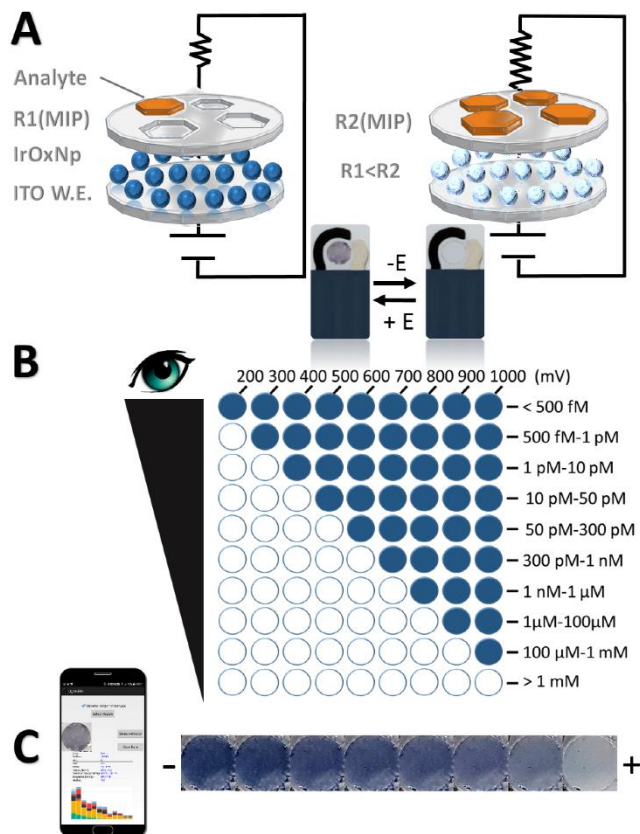 A
Analyte
R1(MIP)
IrOxNp
ITO W.E.
R2(MIP)
R1<R2
-E
+ E
B
200 300 400 500 600 700 800 900 1000 (mV)
< 500 fM
500 fM-1 pM
1 pM-10 pM
10 pM-50 pM
50 pM-300 pM
300 pM-1 nM
1 nM-1 µM
1µM-100µM
100 µM-1 mM
> 1 mM
C
- +